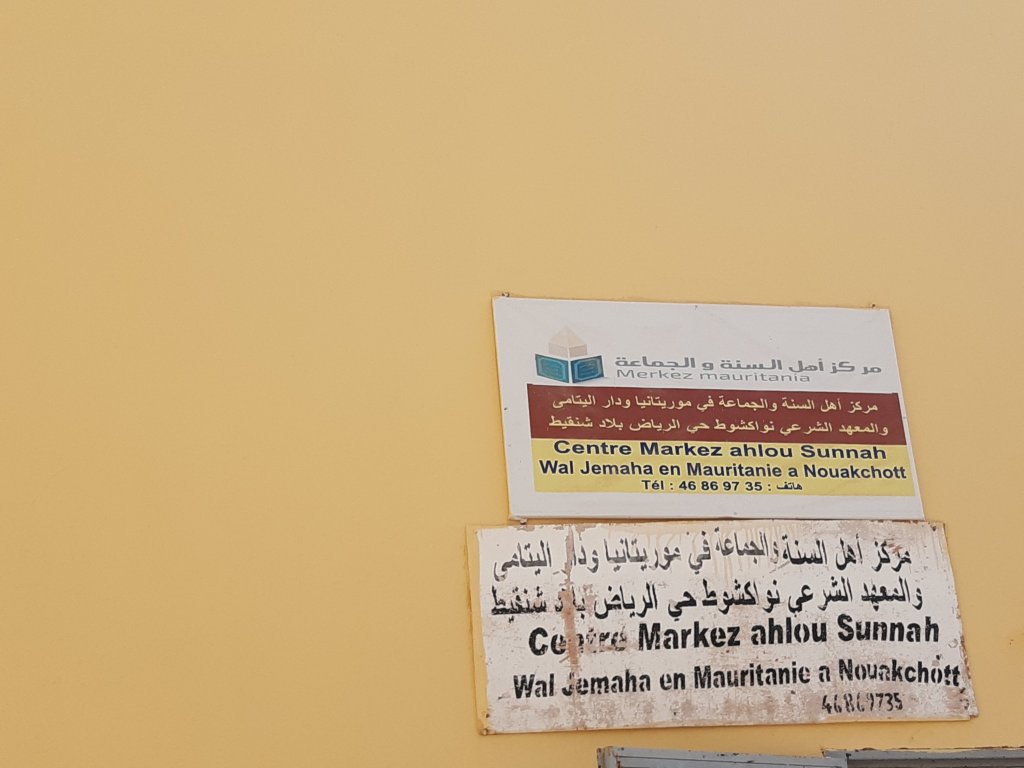 مركز أهل السنة و الجماعة
Merkez mauritania
مركز أهل السنة والجماعة في موريتانيا ودار اليتامى
والمعهد الشرعي نواكشوط حي الرياض بلاد شنقيط
Centre Markez ahlou Sunnah
Wal Jemaha en Mauritanie a Nouakchott
Tél : 46 86 97 35 : هاتف
مركز أهل السنة والجماعة في موريتانيا ودار اليتامى
والمعهد الشرعي نواكشوط حي الرياض بلاد شنقيط
Centre Markez ahlou Sunnah
Wal Jemaha en Mauritanie a Nouakchott
46869735